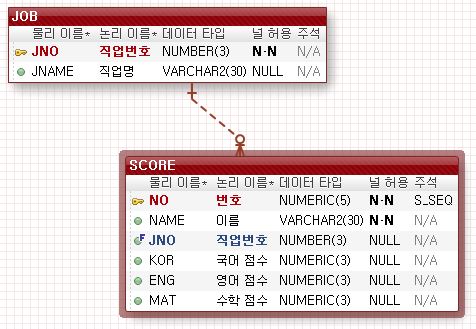 JOB
물리 이름* 논리 이름* 데이터 타입 널 허용 주석
JNO 직업번호 NUMBER(3) N·N N/A
JNAME 직업명 VARCHAR2(30) NULL N/A
SCORE
물리 이름* 논리 이름* 데이터 타입 널 허용 주석
NO 번호 NUMERIC(5) N·N S_SEQ
NAME 이름 VARCHAR2(30) N·N N/A
F JNO 직업번호 NUMBER(3) NULL N/A
KOR 국어 점수 NUMERIC(3) NULL N/A
ENG 영어 점수 NUMERIC(3) NULL N/A
MAT 수학 점수 NUMERIC(3) NULL N/A